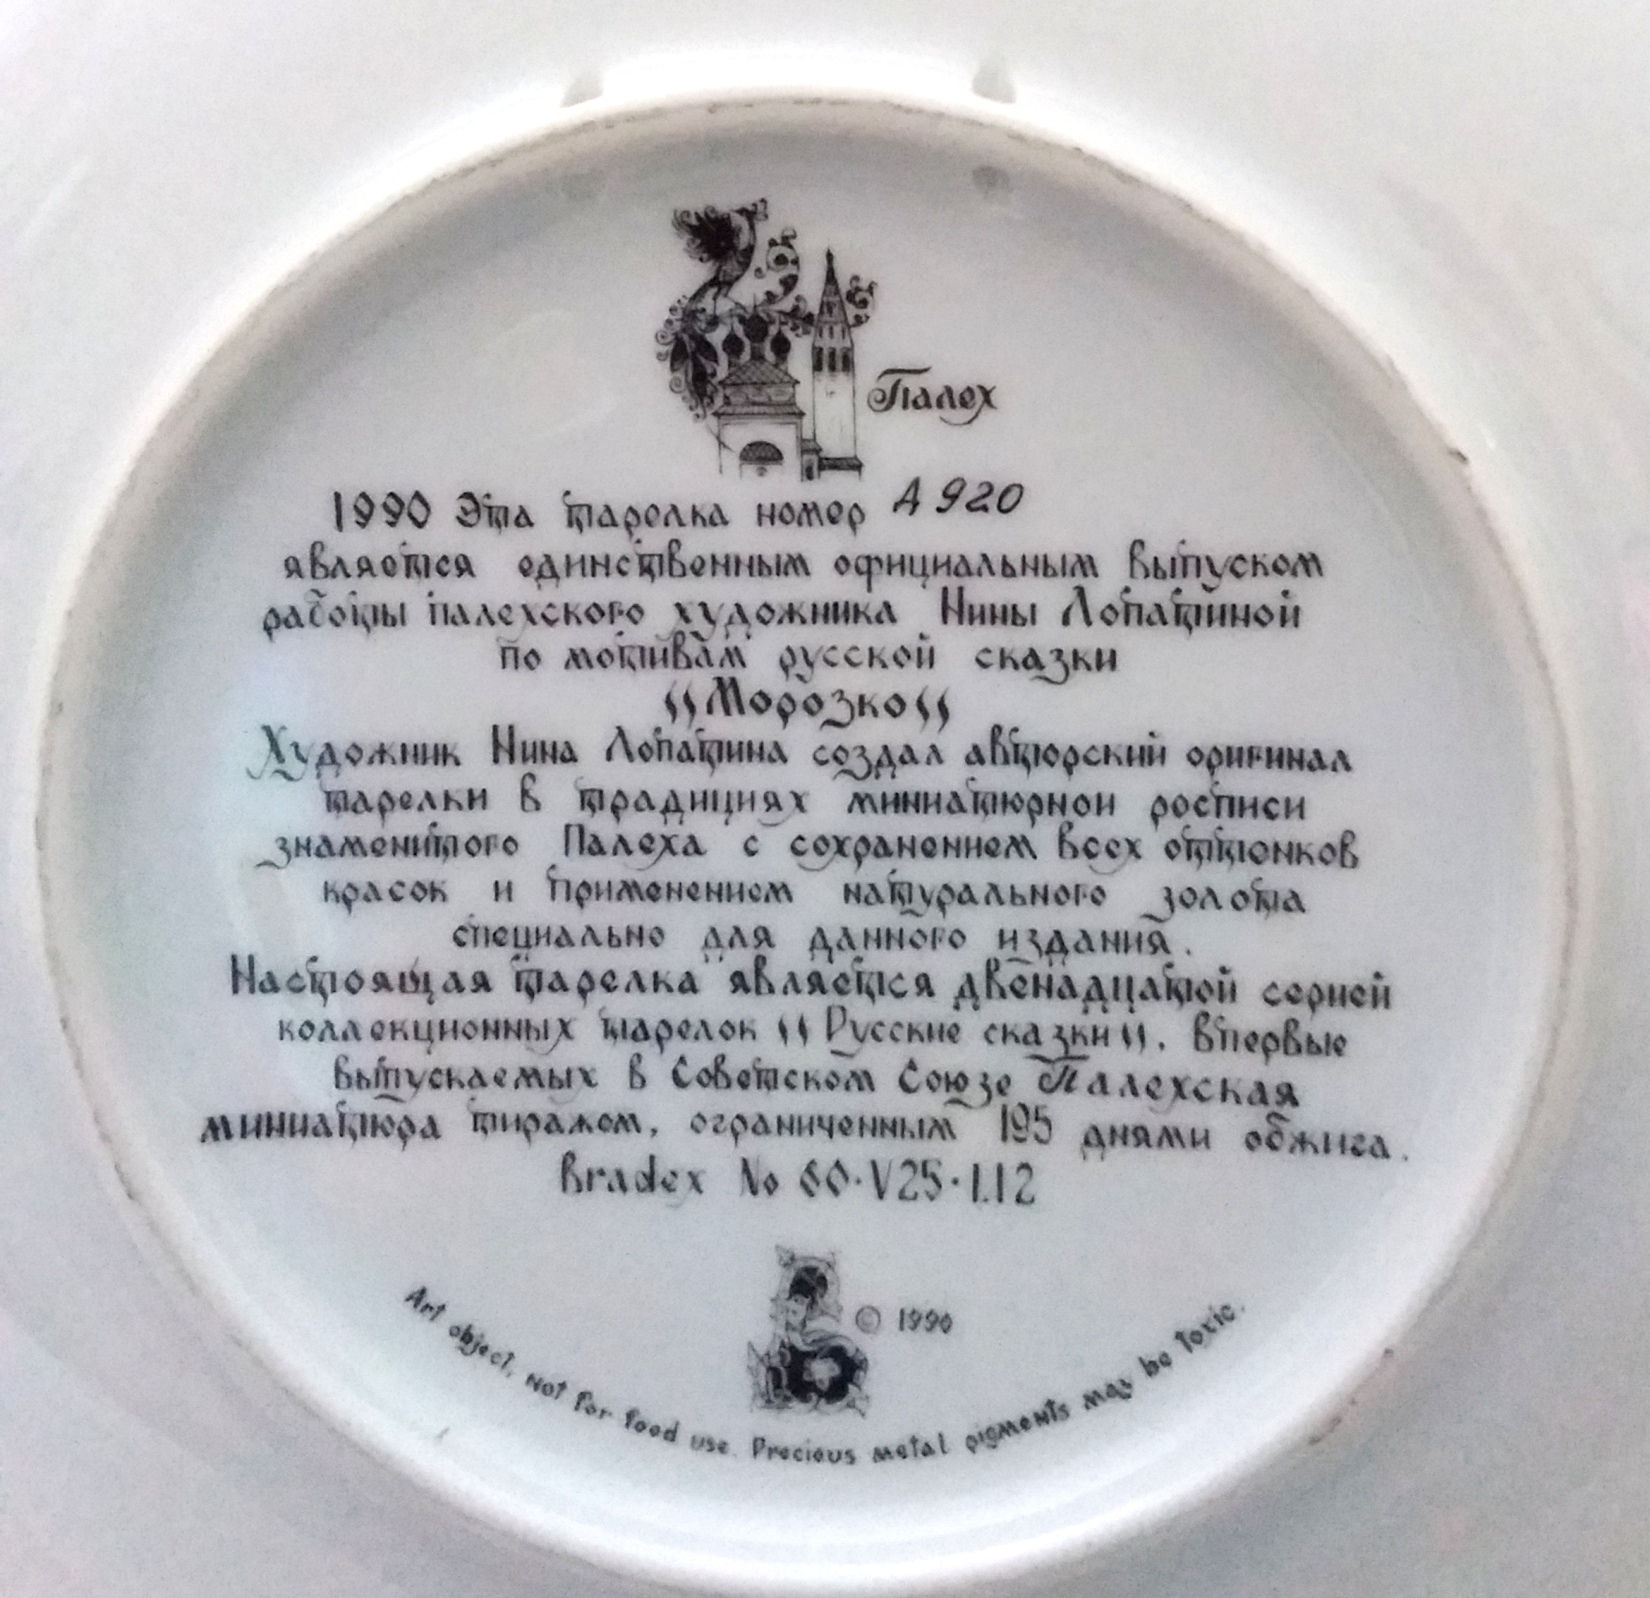 Палех
1990 Эта тарелка номер A 920
является единственным официальным выпуском
работы палехского художника Нины Лопатиной
по мотивам русской сказки
"Морозко"
Художник Нина Лопатина создал авторский оригинал
тарелки в традициях миниатюрной росписи
знаменитого Палеха с сохранением всех оттенков
красок и применением натурального золота
специально для данного издания.
Настоящая тарелка является двенадцатой серией
коллекционных тарелок "Русские сказки". Впервые
выпускаемых в Советском Союзе Палехская
миниатюра тиражом, ограниченным 195 днями обжига.
Bradex No 60·V25·1.12
© 1990
Art object, not for food use. Precious metal pigments may be toxic.